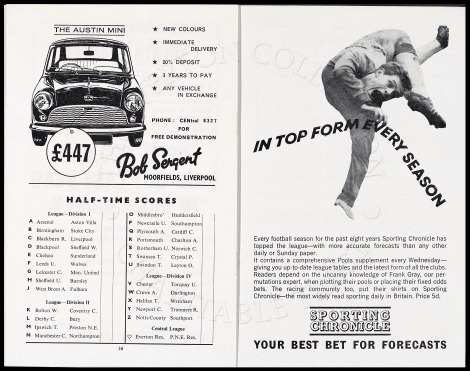 THE AUSTIN MINI
★ NEW COLOURS
★ IMMEDIATE
DELIVERY
★ 20% DEPOSIT
★ 3 YEARS TO PAY
★ ANY VEHICLE
IN EXCHANGE
PHONE: CENtral 8327
FOR
FREE DEMONSTRATION
£447
Bob Sergent
MOORFIELDS, LIVERPOOL
HALF-TIME SCORES
League—Division I
A Arsenal Aston Villa
B Birmingham Stoke City
C Blackburn R. Liverpool
D Blackpool Sheffield W.
E Chelsea Sunderland
F Leeds U. Wolves
G Leicester C. Man. United
H Sheffield U. Burnley
J West Brom A. Fulham
League—Division II
K Bolton W. Coventry C.
L Derby C. Bury
M Ipswich T. Preston N.E.
N Manchester C. Northampton
O Middlesbro' Huddersfield
P Newcastle U. Southampton
Q Plymouth A. Cardiff C.
R Portsmouth Charlton A.
S Rotherham U. Norwich C.
T Swansea T. Crystal P.
U Swindon T. Leyton O.
League—Division IV
V Chester Torquay U.
W Crewe A. Darlington
X Halifax T. Wrexham
Y Newport C. Tranmere R.
Z Notts County Southport
Central League
Everton Res. P.N.E. Res.
IN TOP FORM EVERY SEASON
Every football season for the past eight years Sporting Chronicle has
topped the league—with more accurate forecasts than any other
daily or Sunday paper.
It contains a comprehensive Pools supplement every Wednesday—
giving you up-to-date league tables and the latest form of all the clubs.
Readers depend on the canny knowledge of Frank Gray, our per-
mutations expert, when plotting their pools or placing their fixed odds
bets. The racing community too, put their shirts on Sporting
Chronicle—the most widely read sporting daily in Britain. Price 5d.
SPORTING
CHRONICLE
YOUR BEST BET FOR FORECASTS